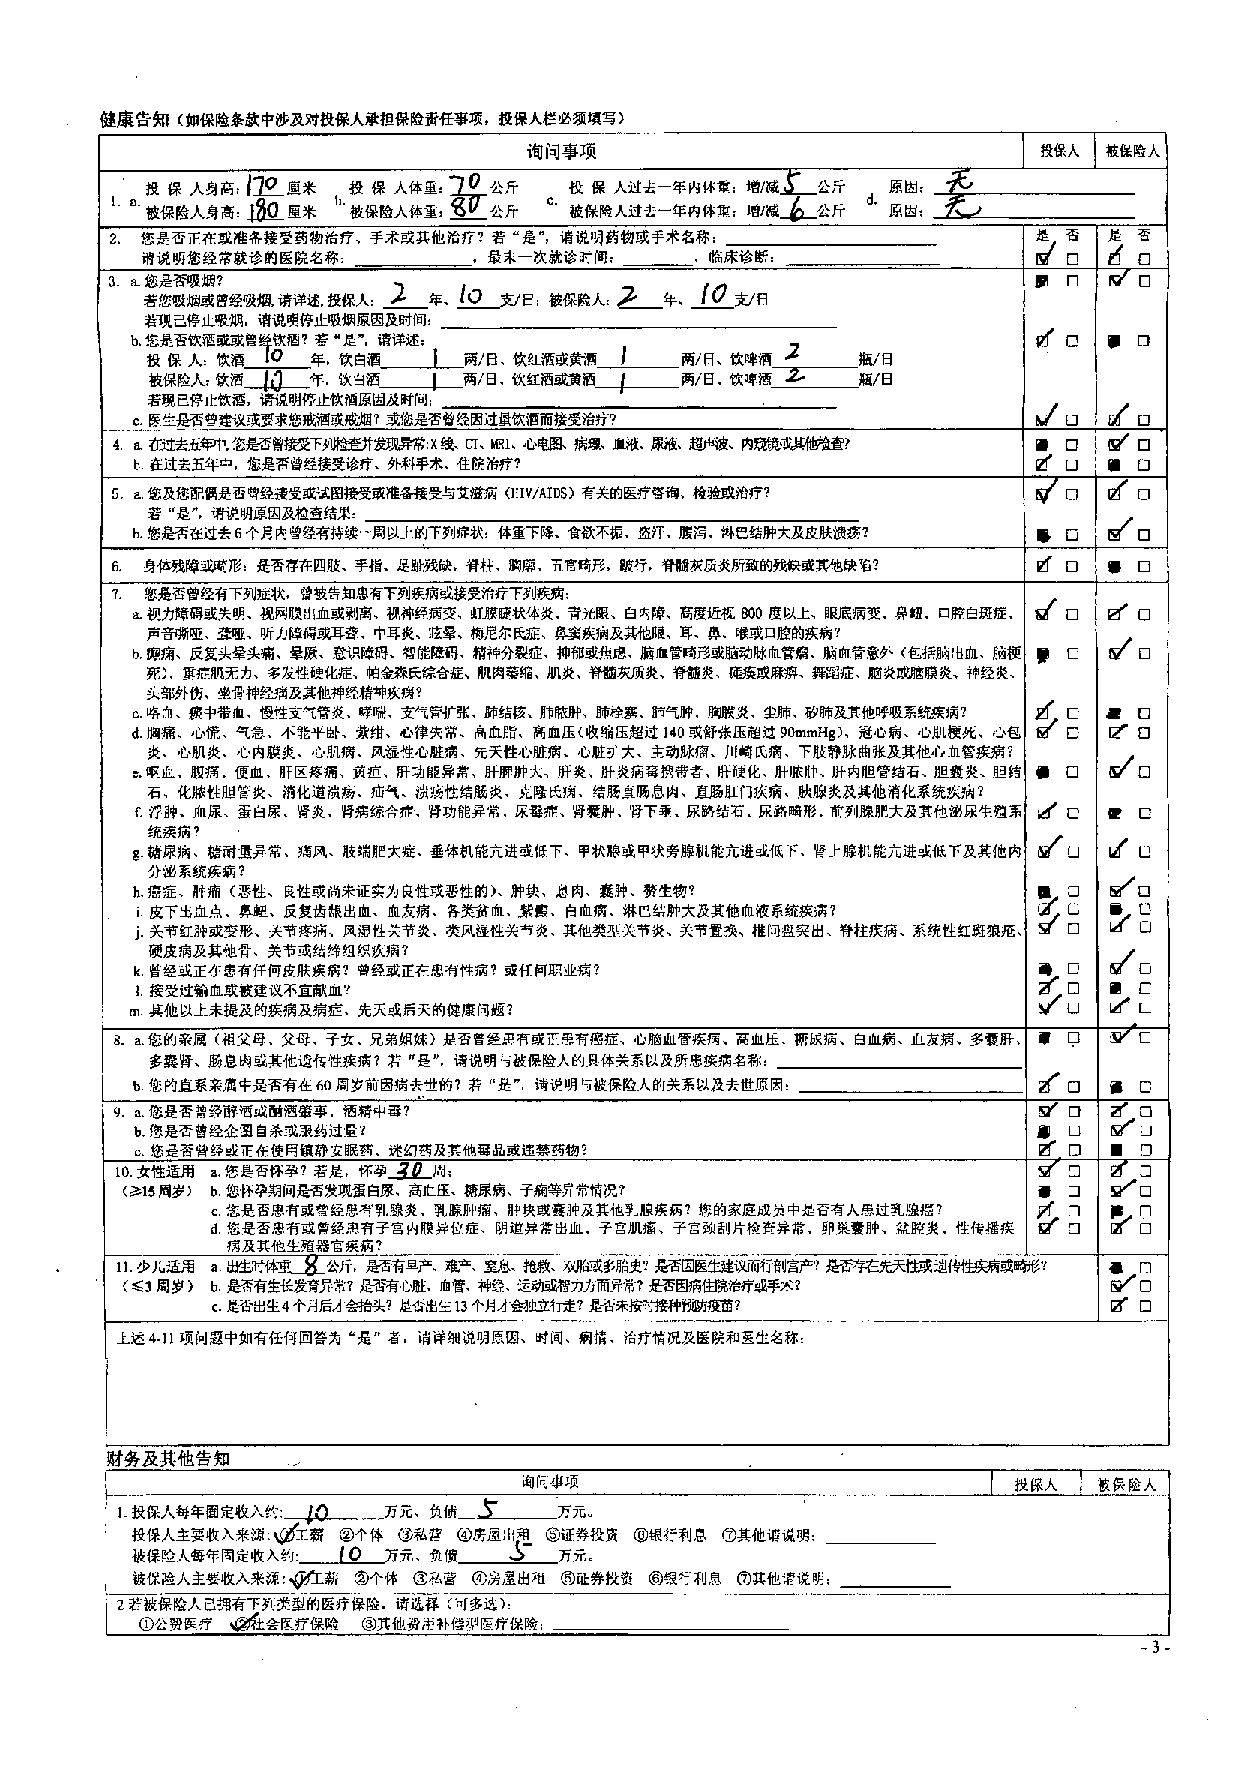 健康告知（如保险条款中涉及对投保人承担保险责任事项，投保人栏必须填写）
询问事项 投保人 被保险人
1. a. 投保人身高：170厘米 b. 投保人体重：70公斤 c. 投保人过去一年内体重：增/减5公斤 d. 原因：无
被保险人身高：180厘米 被保险人体重：80公斤 被保险人过去一年内体重：增/减6公斤 原因：无
2. 您是否正在或准备接受药物治疗、手术或其他治疗？若“是”，请说明药物或手术名称： 是 否 是 否
请说明您经常就诊的医院名称： ，最末一次就诊时间： 、临床诊断： ☑ □ ☑ □
3. a.您是否吸烟？ ■ □ ☑ □
若您吸烟或曾经吸烟,请详述,投保人：2年、10支/日；被保险人：2年、10支/日
若现已停止吸烟，请说明停止吸烟原因及时间：
b.您是否饮酒或或曾经饮酒？若“是”，请详述： ☑ □ ■ □
投保人：饮酒10年，饮白酒1两/日、饮红酒或黄酒1两/日、饮啤酒2瓶/日
被保险人：饮酒10年，饮白酒1两/日、饮红酒或黄酒1两/日，饮啤酒2瓶/日
若现已停止饮酒，请说明停止饮酒原因及时间：
c.医生是否曾建议或要求您戒酒或戒烟？或您是否曾经因过量饮酒而接受治疗？ ☑ □ ☑ □
4. a.在过去五年中,您是否曾接受下列检查并发现异常:X线、CT、MRI、心电图、病理、血液、尿液、超声波、内窥镜或其他检查？ ■ □ ☑ □
b.在过去五年中，您是否曾经接受诊疗、外科手术、住院治疗？ ☑ □ ■ □
5. a.您及您配偶是否曾经接受或试图接受或准备接受与艾滋病（HIV/AIDS）有关的医疗咨询、检验或治疗？ ☑ □ ☑ □
若“是”，请说明原因及检查结果：
b.您是否在过去6个月内曾经有持续一周以上的下列症状：体重下降、食欲不振、盗汗、腹泻、淋巴结肿大及皮肤溃疡？ ■ □ ☑ □
6. 身体残障或畸形：是否存在四肢、手指、足趾残缺，脊柱、胸廓、五官畸形，跛行，脊髓灰质炎所致的残缺或其他缺陷？ ☑ □ ■ □
7. 您是否曾经有下列症状，曾被告知患有下列疾病或接受治疗下列疾病：
a.视力障碍或失明、视网膜出血或剥离、视神经病变、虹膜睫状体炎、青光眼、白内障、高度近视800度以上、眼底病变，鼻衄，口腔白斑症， ☑ □ ☑ □
声音嘶哑、聋哑、听力障碍或耳聋、中耳炎、眩晕、梅尼尔氏症、鼻窦疾病及其他眼、耳、鼻、喉或口腔的疾病？
b.癫痫、反复头晕头痛、晕厥、意识障碍、智能障碍、精神分裂症、抑郁或焦虑、脑血管畸形或脑动脉血管瘤、脑血管意外（包括脑出血、脑梗 ■ □ ☑ □
死）、重症肌无力、多发性硬化症、帕金森氏综合症、肌肉萎缩、肌炎、脊髓灰质炎、脊髓炎、瘫痪或麻痹、舞蹈症、脑炎或脑膜炎、神经炎、
头部外伤、坐骨神经病及其他神经精神疾病？
c.咯血、痰中带血、慢性支气管炎、哮喘、支气管扩张、肺结核、肺脓肿、肺栓塞、肺气肿、胸膜炎、尘肺、矽肺及其他呼吸系统疾病？ ☑ □ ■ □
d.胸痛、心慌、气急、不能平卧、紫绀、心律失常、高血脂、高血压（收缩压超过140或舒张压超过90mmHg）、冠心病、心肌梗死、心包 ☑ □ ☑ □
炎、心肌炎、心内膜炎、心肌病、风湿性心脏病、先天性心脏病、心脏扩大、主动脉瘤、川崎氏病、下肢静脉曲张及其他心血管疾病？
e.呕血、腹痛、便血、肝区疼痛、黄疸、肝功能异常、肝脾肿大、肝炎、肝炎病毒携带者、肝硬化、肝脓肿、肝内胆管结石、胆囊炎、胆结 ■ □ ☑ □
石、化脓性胆管炎、消化道溃疡、疝气、溃疡性结肠炎、克隆氏病、结肠直肠息肉、直肠肛门疾病、胰腺炎及其他消化系统疾病？
f.浮肿、血尿、蛋白尿、肾炎、肾病综合症、肾功能异常、尿毒症、肾囊肿、肾下垂、尿路结石、尿路畸形、前列腺肥大及其他泌尿生殖系 ☑ □ ■ □
统疾病？
g.糖尿病、糖耐量异常、痛风、肢端肥大症、垂体机能亢进或低下、甲状腺或甲状旁腺机能亢进或低下、肾上腺机能亢进或低下及其他内 ☑ □ ☑ □
分泌系统疾病？
h.癌症、肿瘤（恶性、良性或尚未证实为良性或恶性的）、肿块、息肉、囊肿、赘生物？ ■ □ ☑ □
i.皮下出血点、鼻衄、反复齿龈出血、血友病、各类贫血、紫癜、白血病、淋巴结肿大及其他血液系统疾病？ ☑ □ ■ □
j.关节红肿或变形、关节疼痛、风湿性关节炎、类风湿性关节炎、其他类型关节炎、关节置换、椎间盘突出、脊柱疾病、系统性红斑狼疮、 ☑ □ ☑ □
硬皮病及其他骨、关节或结缔组织疾病？
k.曾经或正在患有任何皮肤疾病？曾经或正在患有性病？或任何职业病？ ■ □ ☑ □
l.接受过输血或被建议不宜献血？ ☑ □ ■ □
m.其他以上未提及的疾病及病症、先天或后天的健康问题？ ☑ □ ☑ □
8. a.您的亲属（祖父母、父母、子女、兄弟姐妹）是否曾经患有或正患有癌症、心脑血管疾病、高血压、糖尿病、白血病、血友病、多囊肝、 ■ □ ☑ □
多囊肾、肠息肉或其他遗传性疾病？若“是”，请说明与被保险人的具体关系以及所患疾病名称：
b.您的直系亲属中是否有在60周岁前因病去世的？若“是”，请说明与被保险人的关系以及去世原因： ☑ □ ■ □
9. a.您是否曾经醉酒或酗酒肇事，酒精中毒？ ☑ □ ☑ □
b.您是否曾经企图自杀或服药过量？ ■ □ ☑ □
c.您是否曾经或正在使用镇静安眠药、迷幻药及其他毒品或违禁药物？ ☑ □ ■ □
10.女性适用 a.您是否怀孕？若是，怀孕30周； ☑ □ ☑ □
（≥15周岁） b.您怀孕期间是否发现蛋白尿、高血压、糖尿病、子痫等异常情况？ ■ □ ☑ □
c.您是否患有或曾经患有乳腺炎，乳腺肿瘤、肿块或囊肿及其他乳腺疾病？您的家庭成员中是否有人患过乳腺癌？ ☑ □ ■ □
d.您是否患有或曾经患有子宫内膜异位症、阴道异常出血，子宫肌瘤、子宫颈刮片检查异常，卵巢囊肿、盆腔炎，性传播疾 ☑ □ ☑ □
病及其他生殖器官疾病？
11.少儿适用 a.出生时体重8公斤，是否有早产、难产、窒息、抢救、双胎或多胎史？是否因医生建议而行剖宫产？是否存在先天性或遗传性疾病或畸形？ ■ □
（≤3周岁） b.是否有生长发育异常？是否有心脏，血管、神经、运动或智力方面异常？是否因病住院治疗或手术？ ☑ □
c.是否出生4个月后才会抬头？是否出生13个月才会独立行走？是否未按时接种预防疫苗？ ☑ □
上述4-11项问题中如有任何回答为“是”者，请详细说明原因、时间、病情、治疗情况及医院和医生名称：
财务及其他告知
询问事项 投保人 被保险人
1.投保人每年固定收入约：10万元、负债5万元。
投保人主要收入来源：☑①工薪 ②个体 ③私营 ④房屋出租 ⑤证券投资 ⑥银行利息 ⑦其他请说明：
被保险人每年固定收入约：10万元、负债5万元。
被保险人主要收入来源：☑①工薪 ②个体 ③私营 ④房屋出租 ⑤证券投资 ⑥银行利息 ⑦其他请说明：
2.若被保险人已拥有下列类型的医疗保险，请选择（可多选）：
①公费医疗 ☑②社会医疗保险 ③其他费用补偿型医疗保险：
- 3 -